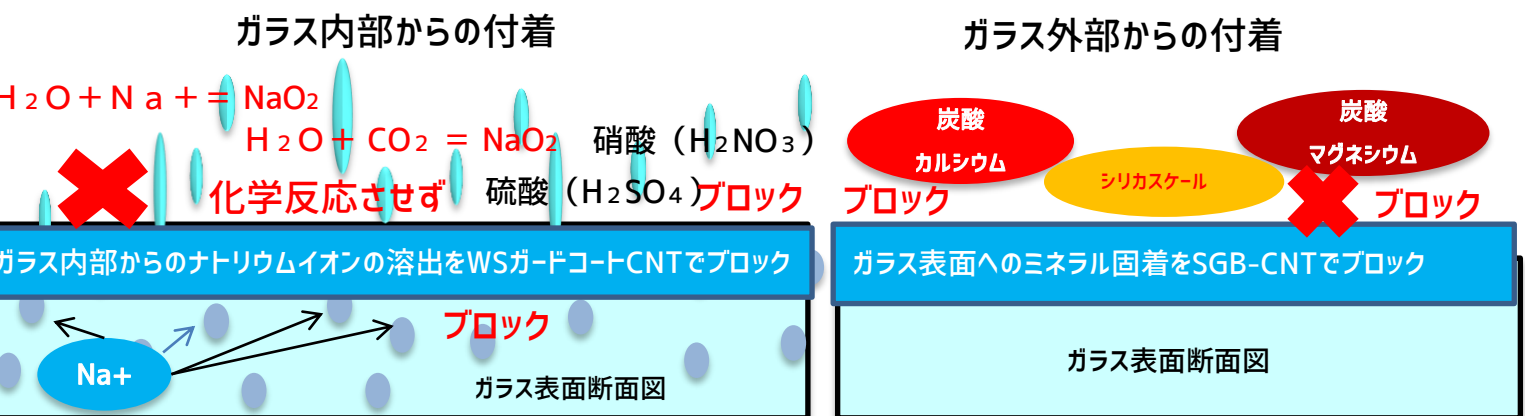 ガラス内部からの付着
H2O+Na+= NaO2
H2O+ CO2 = NaO2 硝酸(H2NO3)
化学反応させず 硫酸(H2SO4)ブロック
ガラス内部からのナトリウムイオンの溶出をWSガードコートCNTでブロック
ブロック
Na+
ガラス表面断面図
ガラス外部からの付着
炭酸
カルシウム
シリカスケール
炭酸
マグネシウム
ブロック
ブロック
ガラス表面へのミネラル固着をSGB-CNTでブロック
ガラス表面断面図